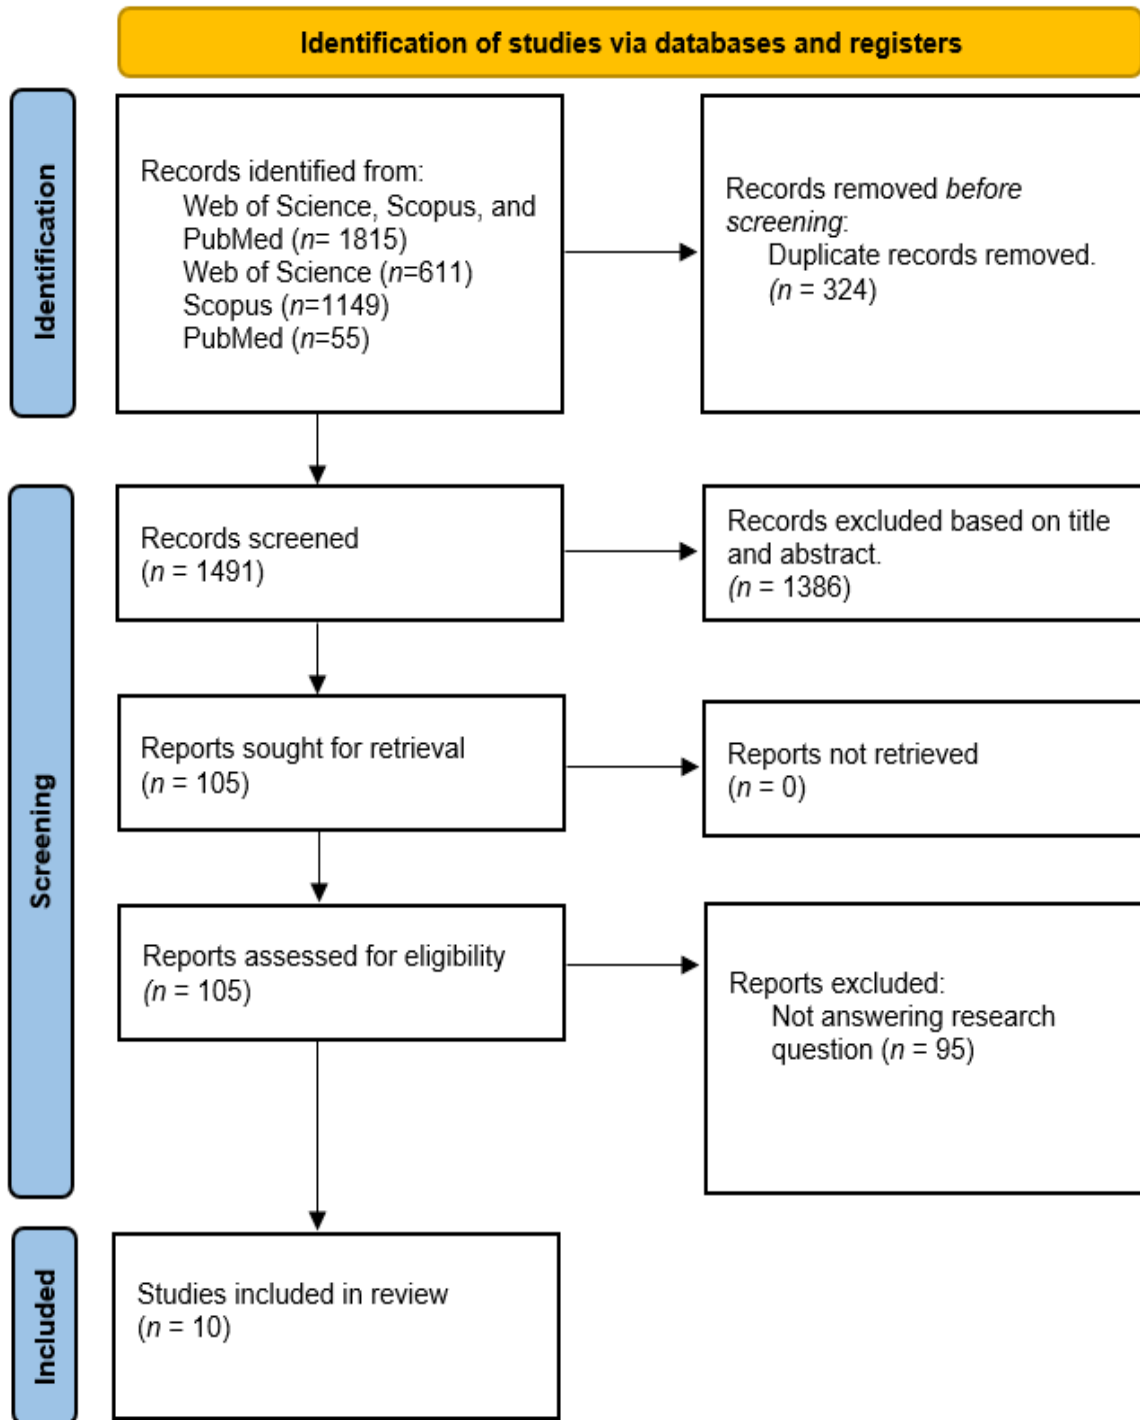 Identification of studies via databases and registers
Identification
Records identified from:
Web of Science, Scopus, and
PubMed (n= 1815)
Web of Science (n=611)
Scopus (n=1149)
PubMed (n=55)
Records removed before
screening:
Duplicate records removed.
(n = 324)
Screening
Records screened
(n = 1491)
Records excluded based on title
and abstract.
(n = 1386)
Reports sought for retrieval
(n = 105)
Reports not retrieved
(n = 0)
Reports assessed for eligibility
(n = 105)
Reports excluded:
Not answering research
question (n = 95)
Included
Studies included in review
(n = 10)